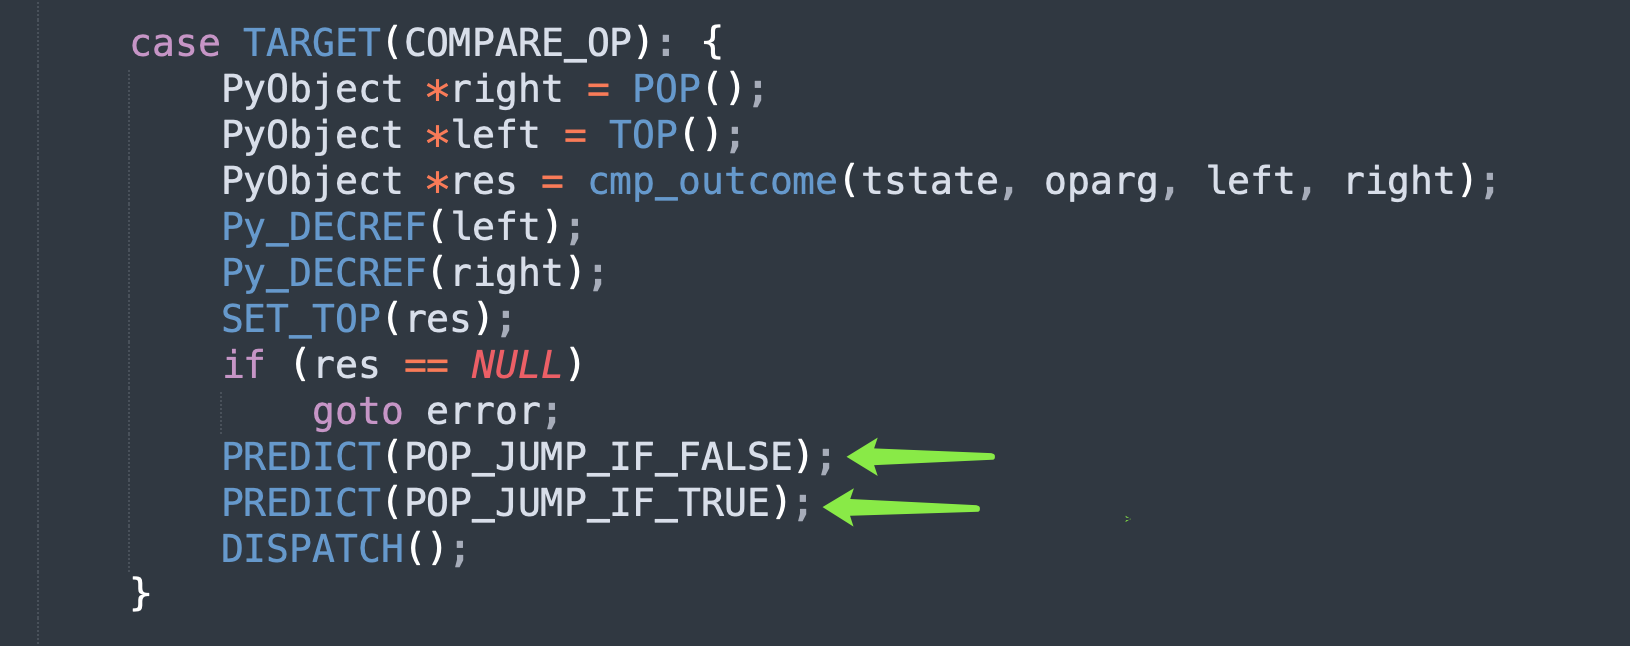 case TARGET(COMPARE_OP): {
PyObject *right = POP();
PyObject *left = TOP();
PyObject *res = cmp_outcome(tstate, oparg, left, right);
Py_DECREF(left);
Py_DECREF(right);
SET_TOP(res);
if (res == NULL)
goto error;
PREDICT(POP_JUMP_IF_FALSE);
PREDICT(POP_JUMP_IF_TRUE);
DISPATCH();
}